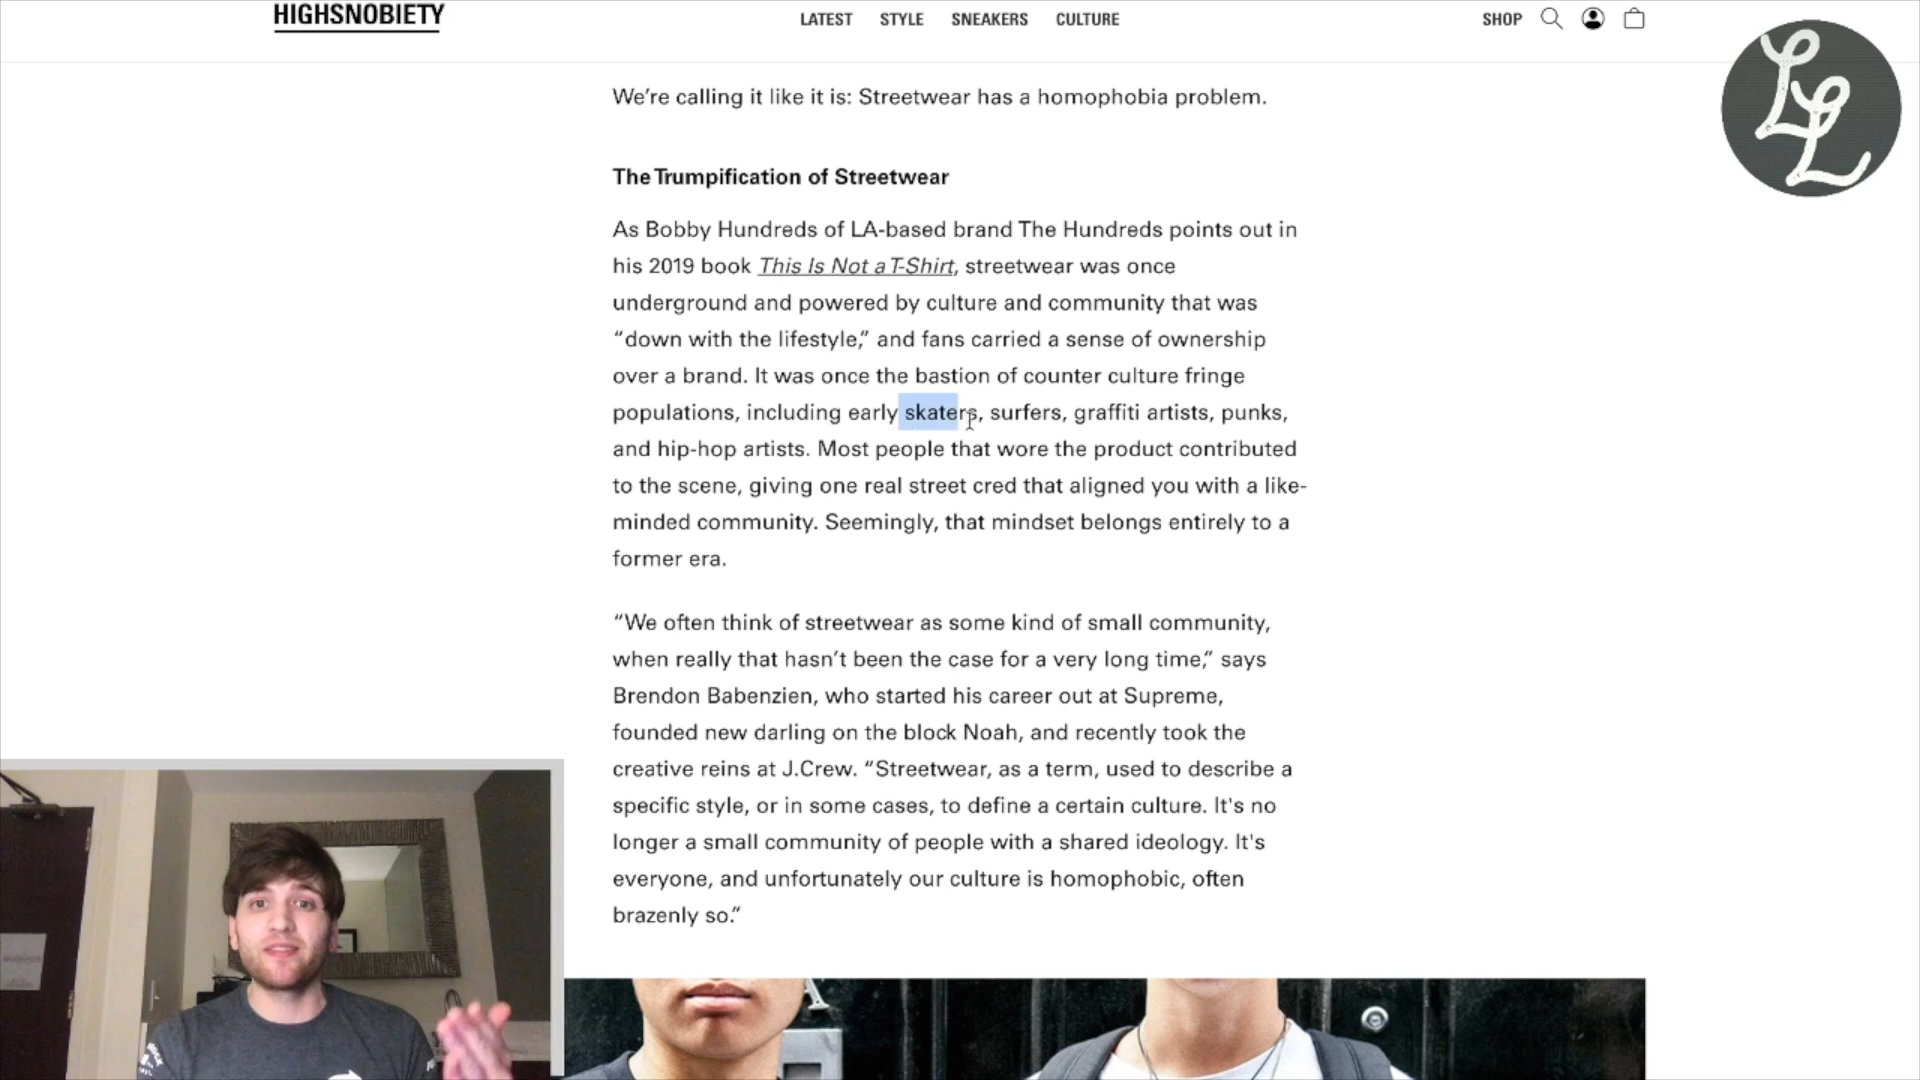 HIGHSNOBIETY
LATEST STYLE SNEAKERS CULTURE
SHOP
LL
We’re calling it like it is: Streetwear has a homophobia problem.
The Trumpification of Streetwear
As Bobby Hundreds of LA-based brand The Hundreds points out in
his 2019 book This Is Not a T-Shirt, streetwear was once
underground and powered by culture and community that was
“down with the lifestyle,” and fans carried a sense of ownership
over a brand. It was once the bastion of counter culture fringe
populations, including early skaters, surfers, graffiti artists, punks,
and hip-hop artists. Most people that wore the product contributed
to the scene, giving one real street cred that aligned you with a like-
minded community. Seemingly, that mindset belongs entirely to a
former era.
“We often think of streetwear as some kind of small community,
when really that hasn’t been the case for a very long time,” says
Brendon Babenzien, who started his career out at Supreme,
founded new darling on the block Noah, and recently took the
creative reins at J.Crew. “Streetwear, as a term, used to describe a
specific style, or in some cases, to define a certain culture. It's no
longer a small community of people with a shared ideology. It's
everyone, and unfortunately our culture is homophobic, often
brazenly so.”